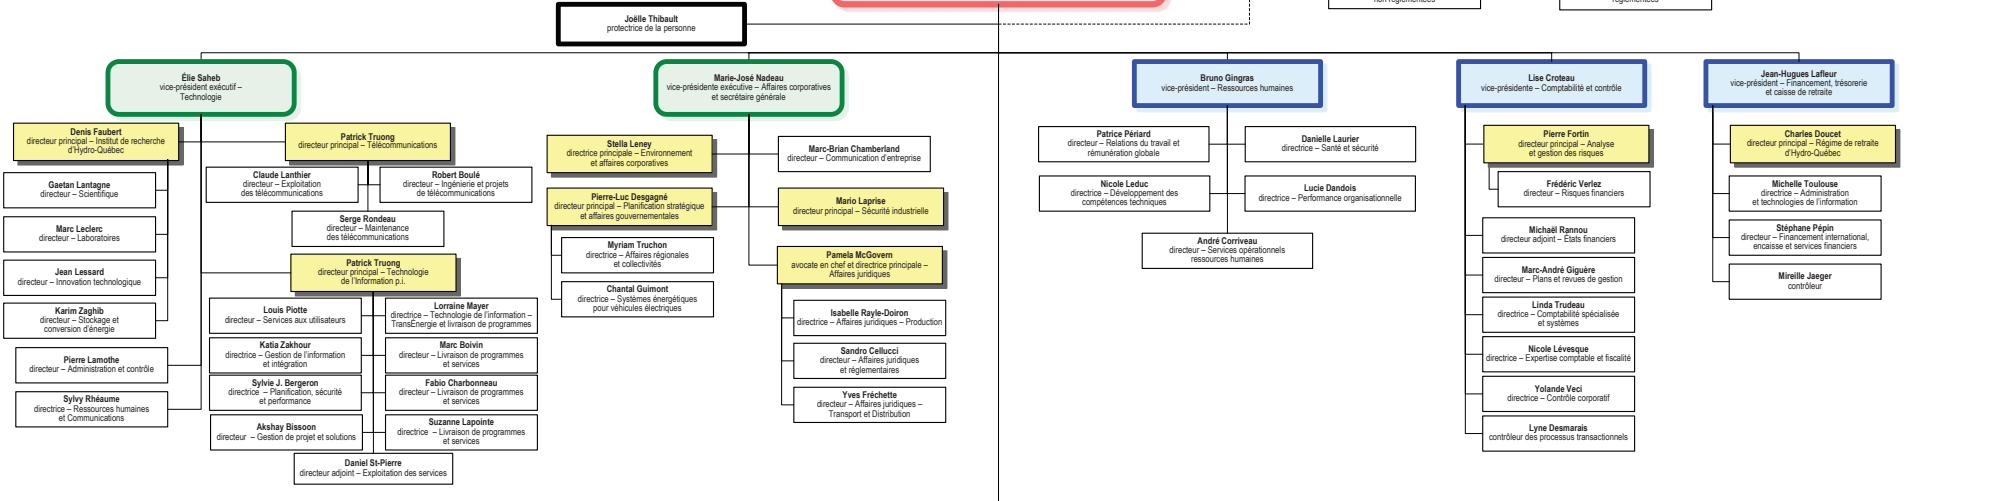 Joëlle Thibault
protectrice de la personne
non réglementées
réglementées
Élie Saheb
vice-président exécutif –
Technologie
Denis Faubert
directeur principal – Institut de recherche
d'Hydro-Québec
Gaetan Lantagne
directeur – Scientifique
Marc Leclerc
directeur – Laboratoires
Jean Lessard
directeur – Innovation technologique
Karim Zaghib
directeur – Stockage et
conversion d'énergie
Pierre Lamothe
directeur – Administration et contrôle
Sylvy Rhéaume
directrice – Ressources humaines
et Communications
Patrick Truong
directeur principal – Télécommunications
Claude Lanthier
directeur – Exploitation
des télécommunications
Robert Boulé
directeur – Ingénierie et projets
de télécommunications
Serge Rondeau
directeur – Maintenance
des télécommunications
Patrick Truong
directeur principal – Technologie
de l'Information p.i.
Louis Piotte
directeur – Services aux utilisateurs
Lorraine Mayer
directrice – Technologie de l'information –
TransÉnergie et livraison de programmes
Katia Zakhour
directrice – Gestion de l'information
et intégration
Marc Boivin
directeur – Livraison de programmes
et services
Sylvie J. Bergeron
directrice – Planification, sécurité
et performance
Fabio Charbonneau
directeur – Livraison de programmes
et services
Akshay Bissoon
directeur – Gestion de projet et solutions
Suzanne Lapointe
directrice – Livraison de programmes
et services
Daniel St-Pierre
directeur adjoint – Exploitation des services
Marie-José Nadeau
vice-présidente exécutive – Affaires corporatives
et secrétaire générale
Stella Leney
directrice principale – Environnement
et affaires corporatives
Marc-Brian Chamberland
directeur – Communication d'entreprise
Pierre-Luc Desgagné
directeur principal – Planification stratégique
et affaires gouvernementales
Mario Laprise
directeur principal – Sécurité industrielle
Myriam Truchon
directrice – Affaires régionales
et collectivités
Chantal Guimont
directrice – Systèmes énergétiques
pour véhicules électriques
Pamela McGovern
avocate en chef et directrice principale –
Affaires juridiques
Isabelle Rayle-Doiron
directrice – Affaires juridiques – Production
Sandro Cellucci
directeur – Affaires juridiques
et réglementaires
Yves Fréchette
directeur – Affaires juridiques –
Transport et Distribution
Bruno Gingras
vice-président – Ressources humaines
Patrice Périard
directeur – Relations du travail et
rémunération globale
Danielle Laurier
directrice – Santé et sécurité
Nicole Leduc
directrice – Développement des
compétences techniques
Lucie Dandois
directrice – Performance organisationnelle
André Corriveau
directeur – Services opérationnels
ressources humaines
Lise Croteau
vice-présidente – Comptabilité et contrôle
Pierre Fortin
directeur principal – Analyse
et gestion des risques
Frédéric Verlez
directeur – Risques financiers
Michaël Rannou
directeur adjoint – États financiers
Marc-André Giguère
directeur – Plans et revues de gestion
Linda Trudeau
directrice – Comptabilité spécialisée
et systèmes
Nicole Lévesque
directrice – Expertise comptable et fiscalité
Yolande Veci
directrice – Contrôle corporatif
Lyne Desmarais
contrôleur des processus transactionnels
Jean-Hugues Lafleur
vice-président – Financement, trésorerie
et caisse de retraite
Charles Doucet
directeur principal – Régime de retraite
d'Hydro-Québec
Michelle Toulouse
directrice – Administration
et technologies de l'information
Stéphane Pépin
directeur – Financement international,
encaisse et services financiers
Mireille Jaeger
contrôleur